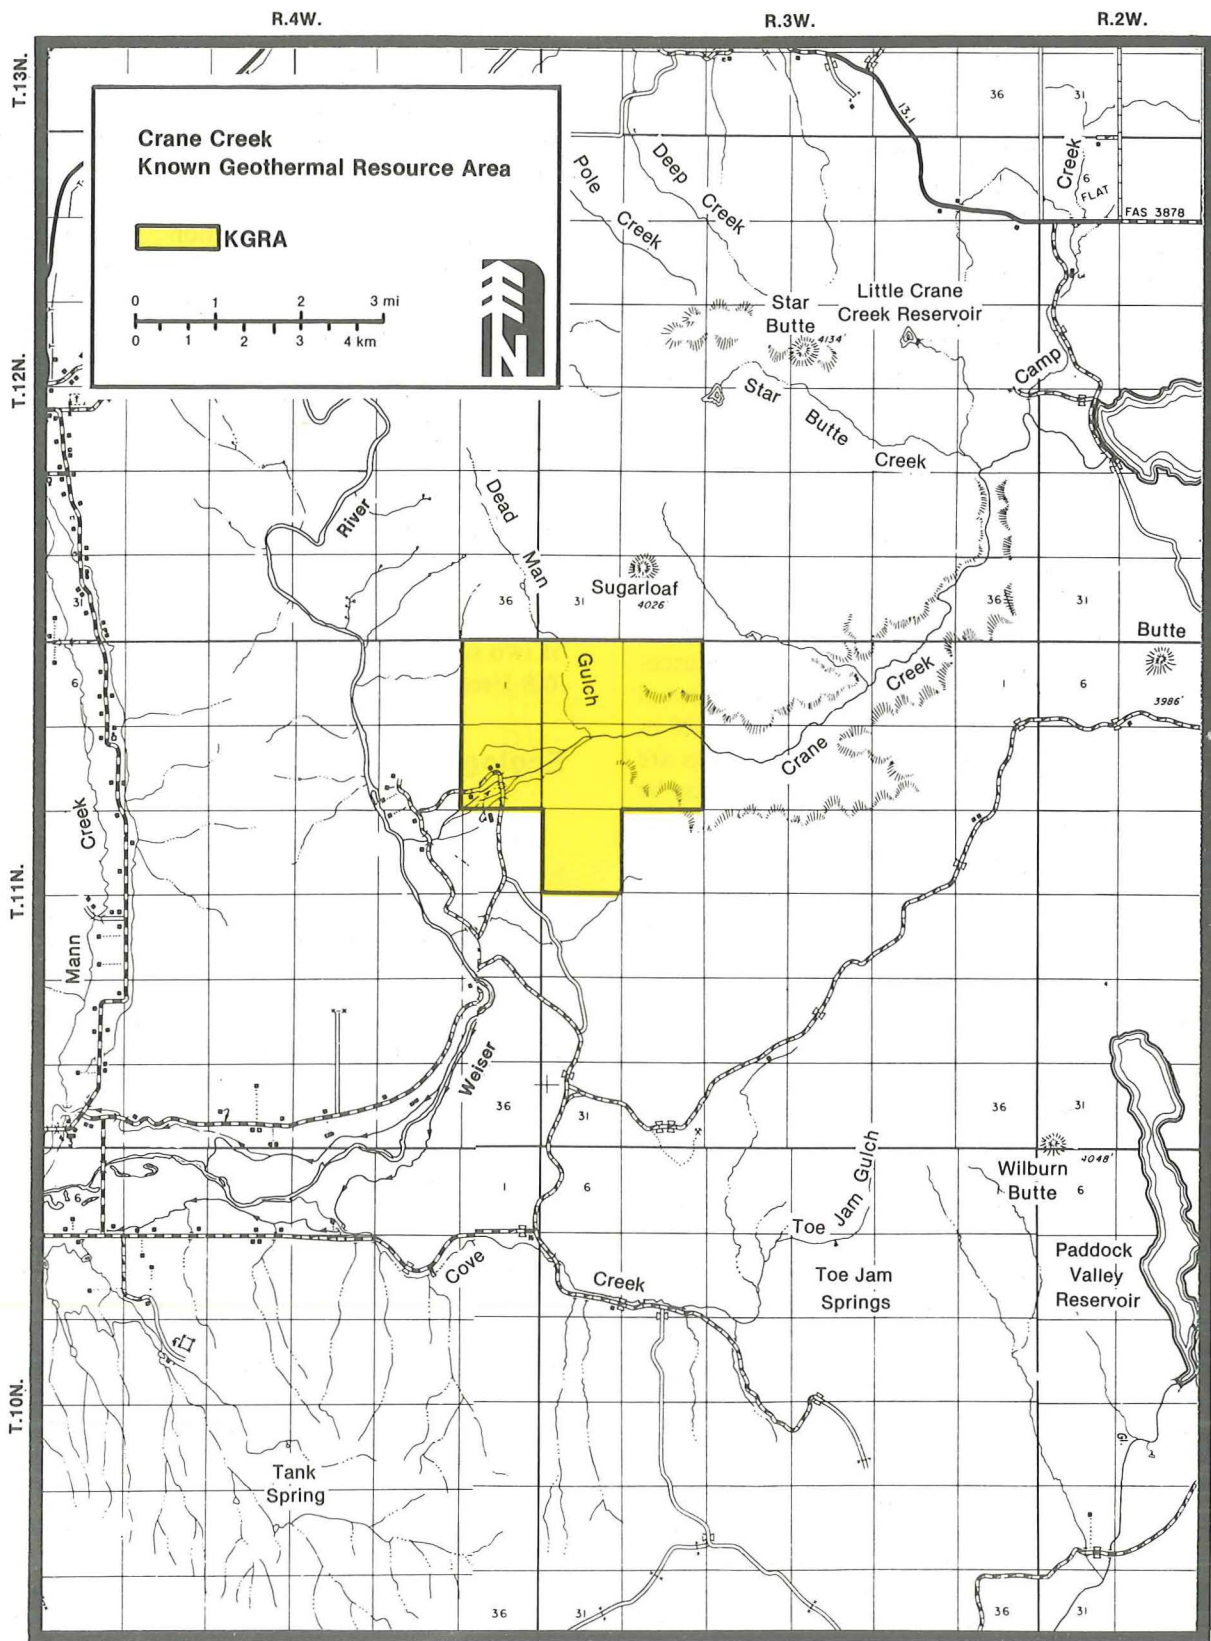 R.4W.
R.3W.
R.2W.
T.13N.
Crane Creek
Known Geothermal Resource Area
KGRA
0 1 2 3 mi
0 1 2 3 4 km
N
T.12N.
36
31
13.1
Creek
6
FLAT
FAS 3878
1
Pole
Creek
Deep
Creek
3
Star
Butte
4134'
Little Crane
Creek Reservoir
Camp
Star
Butte
Creek
River
Dead
Man
Sugarloaf
4026
31
36
31
36
31
Gulch
Butte
3986'
6
1
1
6
Creek
Crane
Creek
Mann
T.11N.
Weiser
36
31
36
31
Wilburn
Butte
4048'
6
1
6
6
Toe Jam Gulch
Toe Jam
Springs
Paddock
Valley
Reservoir
Cove
Creek
T.10N.
Tank
Spring
Gl.
36
31
36
31